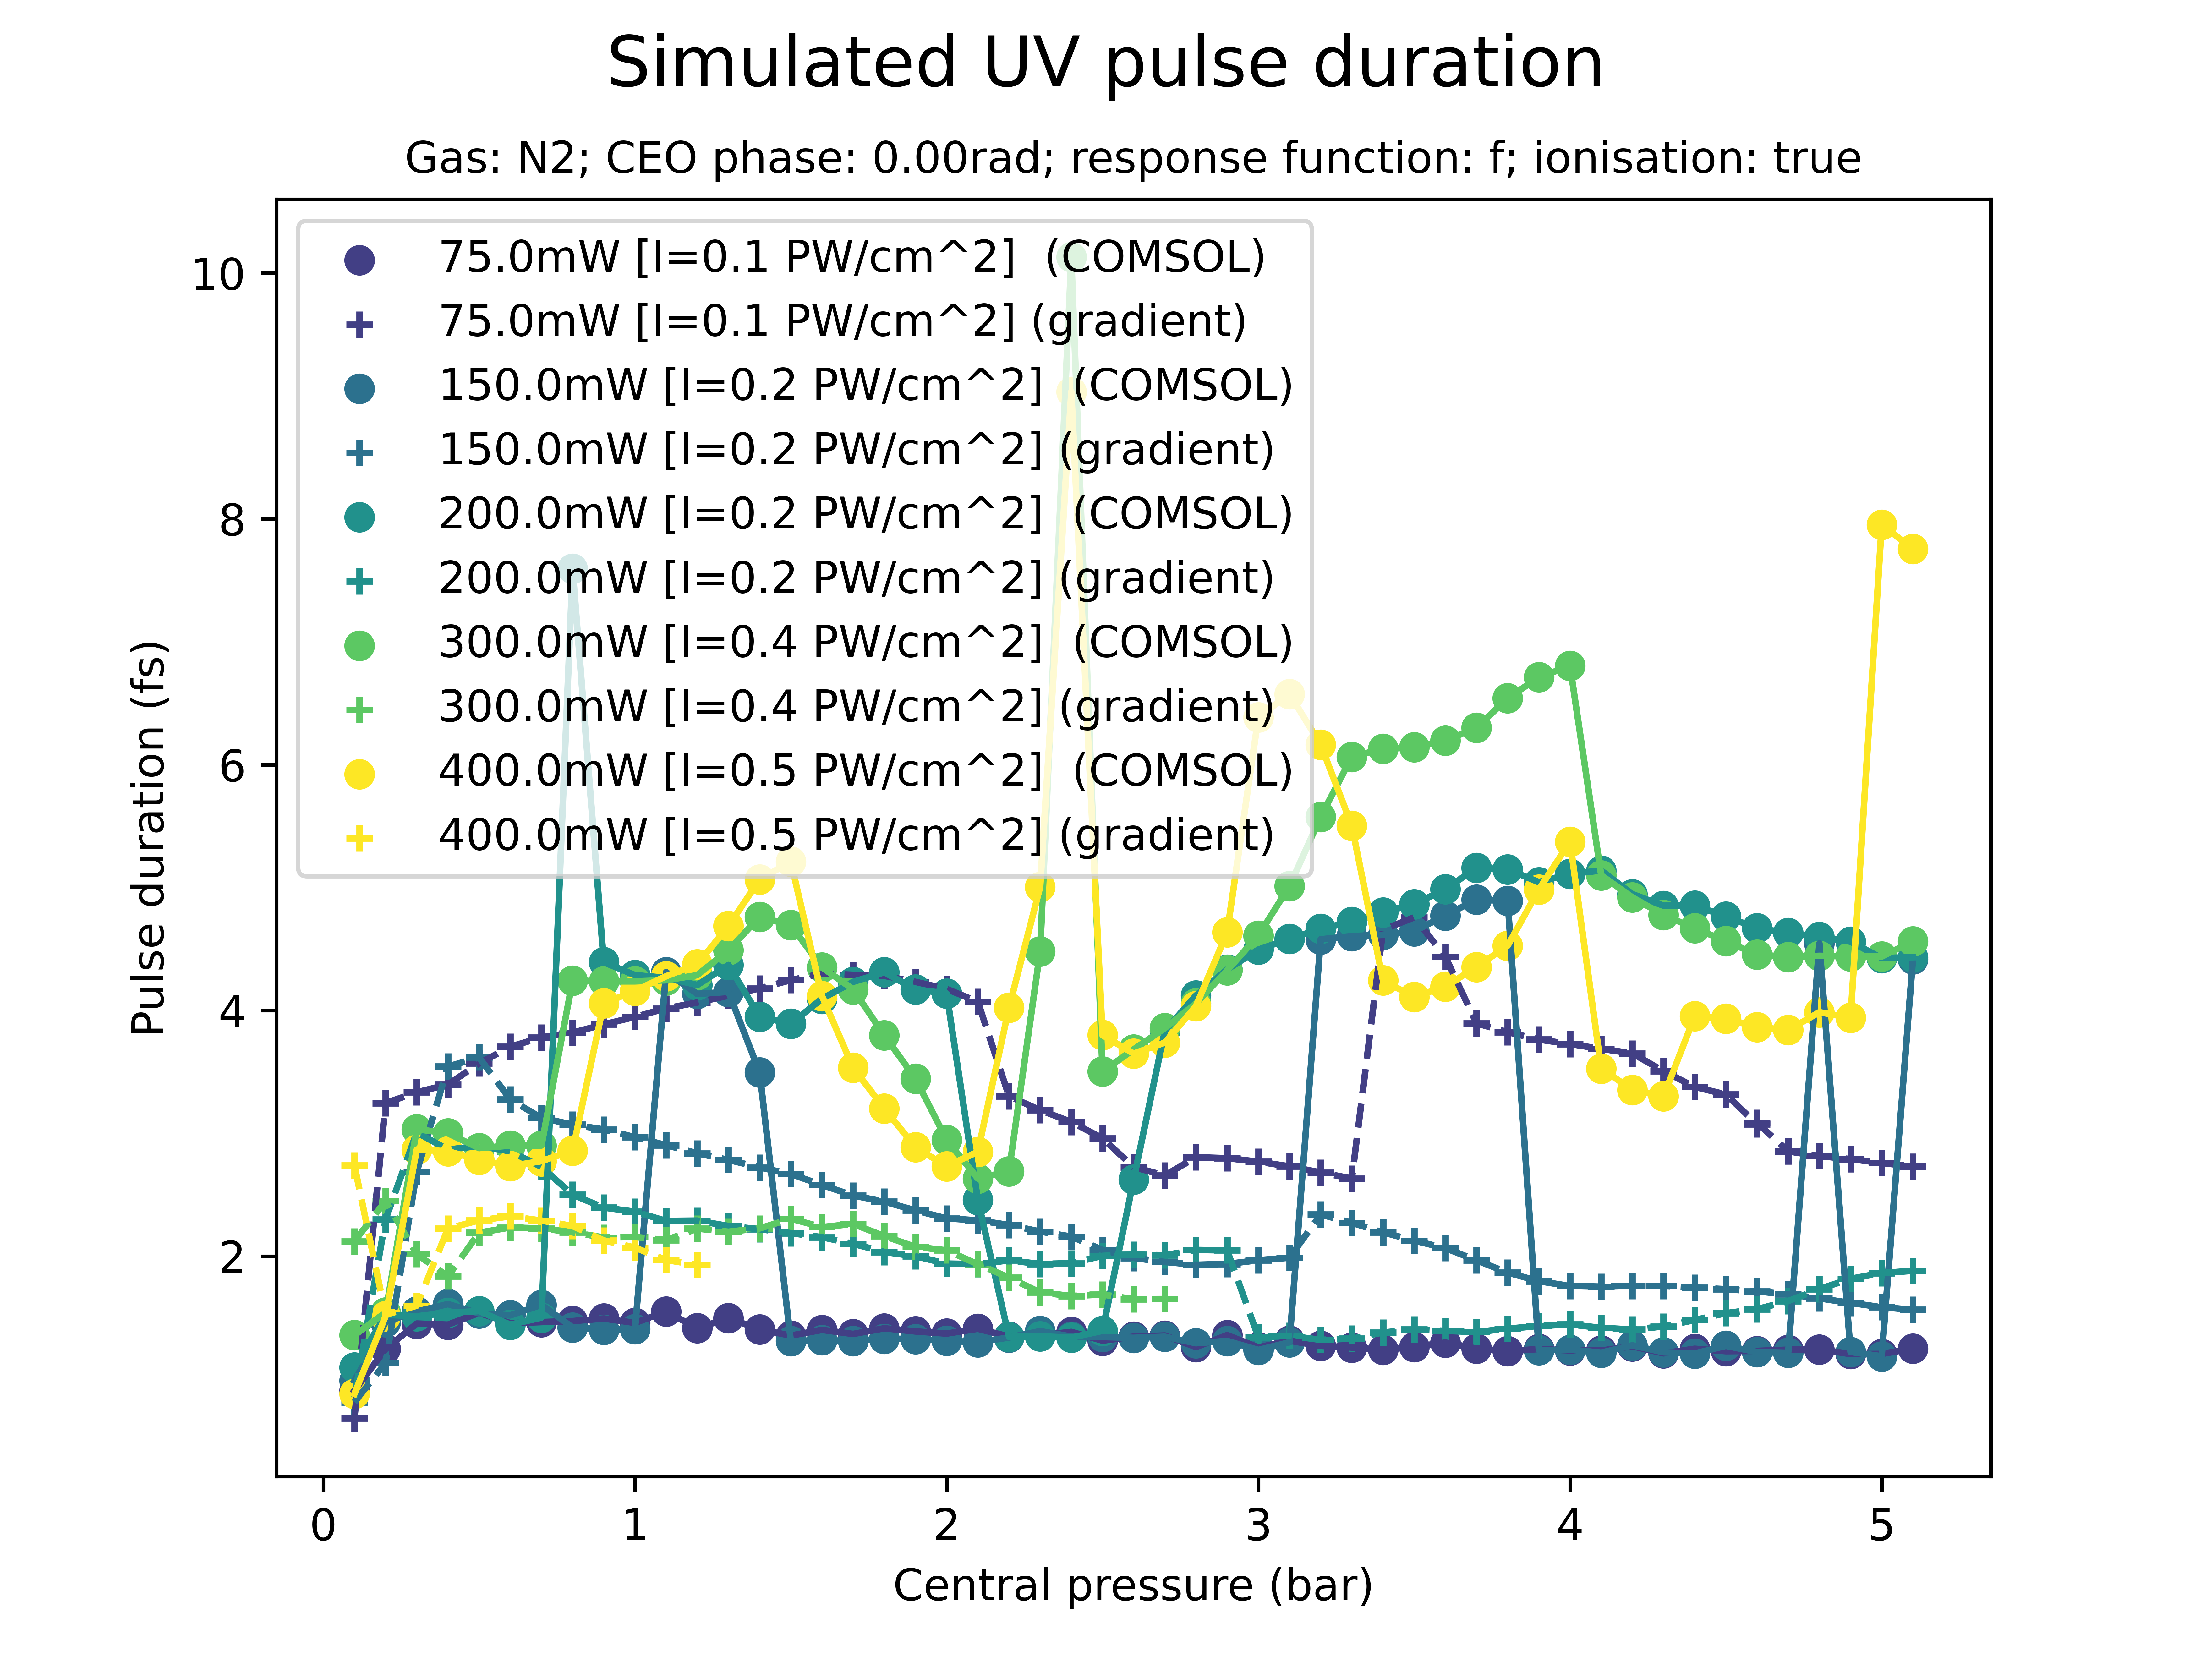 Simulated UV pulse duration
Gas: N2; CEO phase: 0.00rad; response function: f; ionisation: true
75.0mW [I=0.1 PW/cm^2]  (COMSOL)
75.0mW [I=0.1 PW/cm^2] (gradient)
150.0mW [I=0.2 PW/cm^2]  (COMSOL)
150.0mW [I=0.2 PW/cm^2] (gradient)
200.0mW [I=0.2 PW/cm^2]  (COMSOL)
200.0mW [I=0.2 PW/cm^2] (gradient)
300.0mW [I=0.4 PW/cm^2]  (COMSOL)
300.0mW [I=0.4 PW/cm^2] (gradient)
400.0mW [I=0.5 PW/cm^2]  (COMSOL)
400.0mW [I=0.5 PW/cm^2] (gradient)
Pulse duration (fs)
10
8
6
4
2
0 1 2 3 4 5
Central pressure (bar)